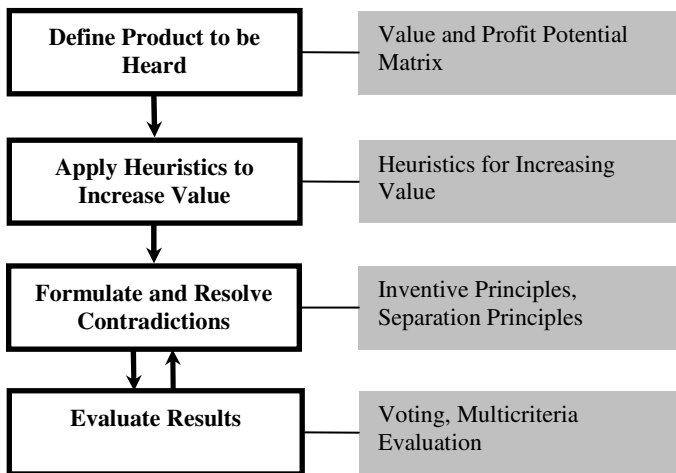 Define Product to be
Heard
Value and Profit Potential
Matrix
Apply Heuristics to
Increase Value
Heuristics for Increasing
Value
Formulate and Resolve
Contradictions
Inventive Principles,
Separation Principles
Evaluate Results
Voting, Multicriteria
Evaluation